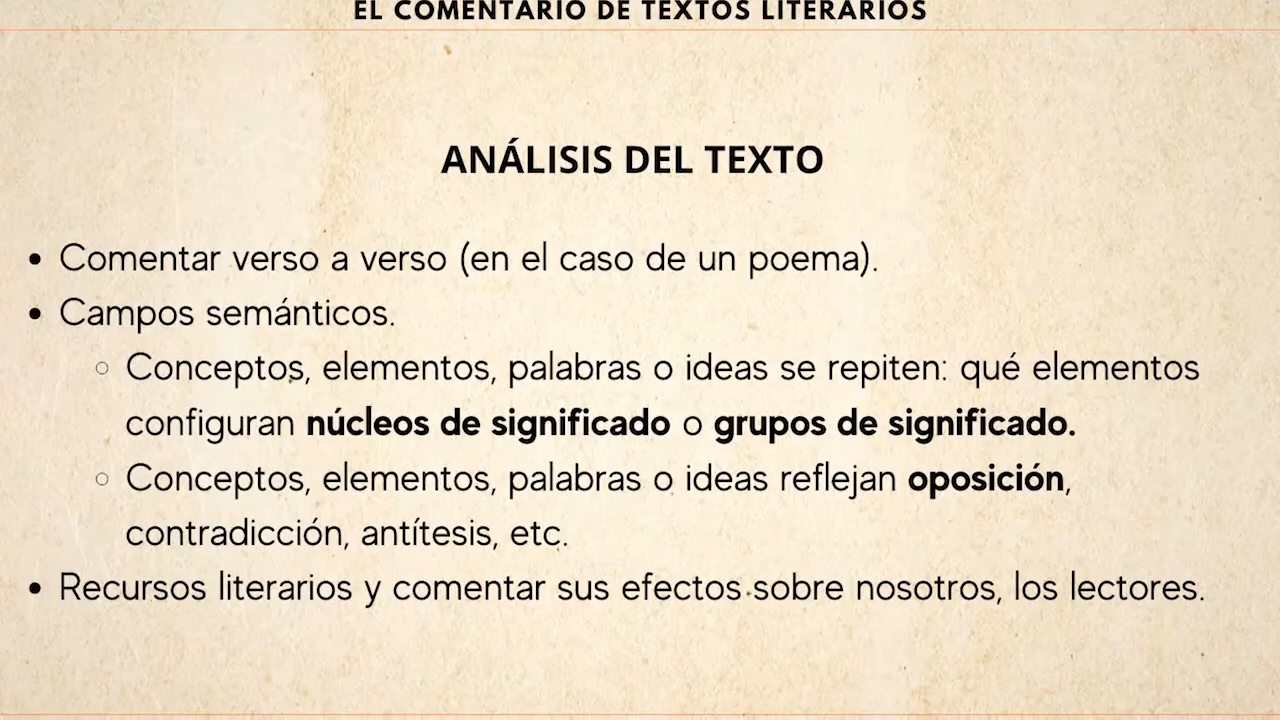 EL COMENTARIO DE TEXTOS LITERARIOS
ANÁLISIS DEL TEXTO
• Comentar verso a verso (en el caso de un poema).
• Campos semánticos.
○ Conceptos, elementos, palabras o ideas se repiten: qué elementos
configuran núcleos de significado o grupos de significado.
○ Conceptos, elementos, palabras o ideas reflejan oposición,
contradicción, antítesis, etc.
• Recursos literarios y comentar sus efectos sobre nosotros, los lectores.